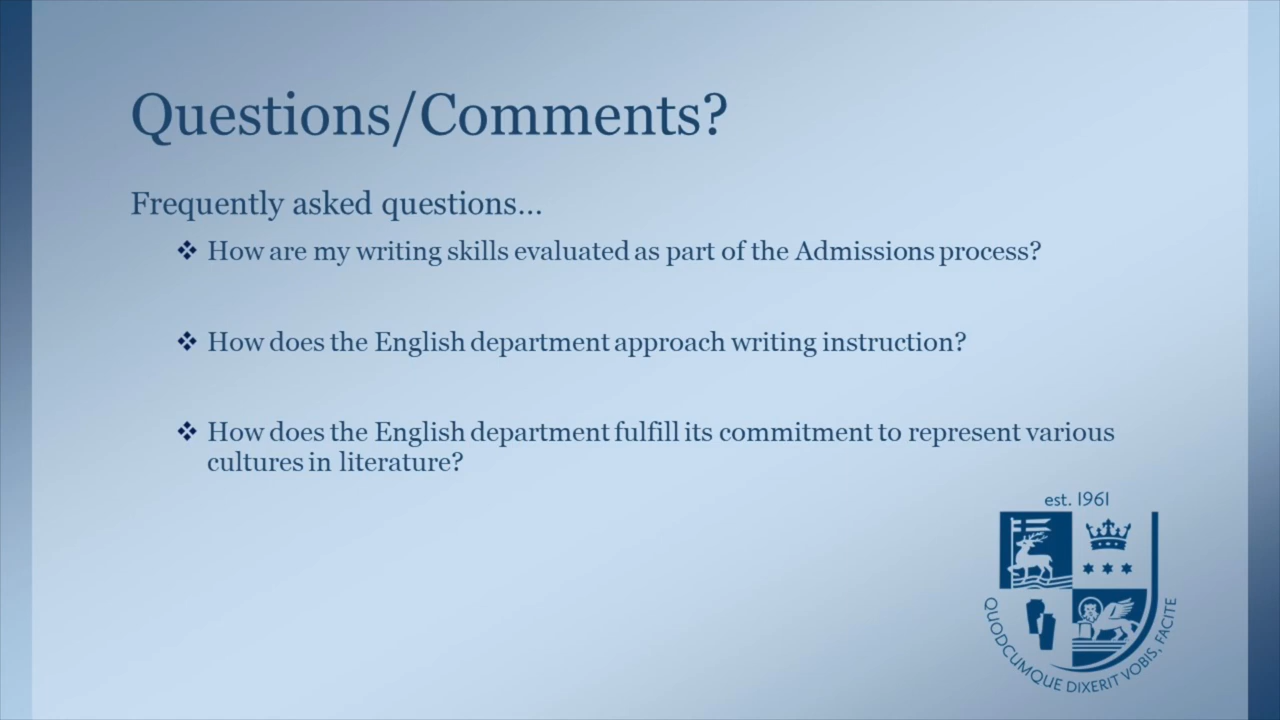 Questions/Comments?
Frequently asked questions...
How are my writing skills evaluated as part of the Admissions process?
How does the English department approach writing instruction?
How does the English department fulfill its commitment to represent various
cultures in literature?
est. 1961
QUODCUMQUE DIXERIT VOBIS, FACITE